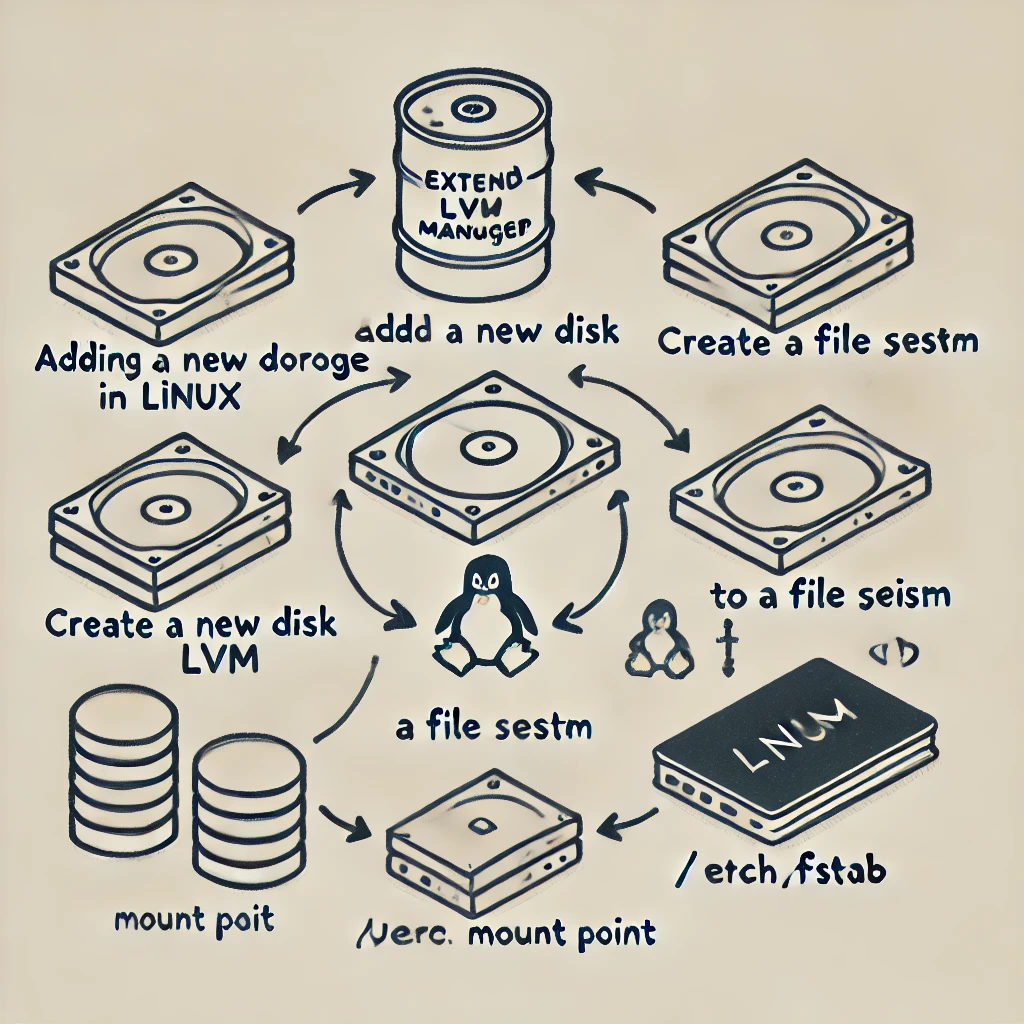 EXTEND
LVM
MANUGER
addd a new disk
Adding a new doroge
in LiNUX
Create a file sestm
Create a new disk
LVM
to a file seism
a file sestm
LNUM
/etch/fstab
mount poit
mount point